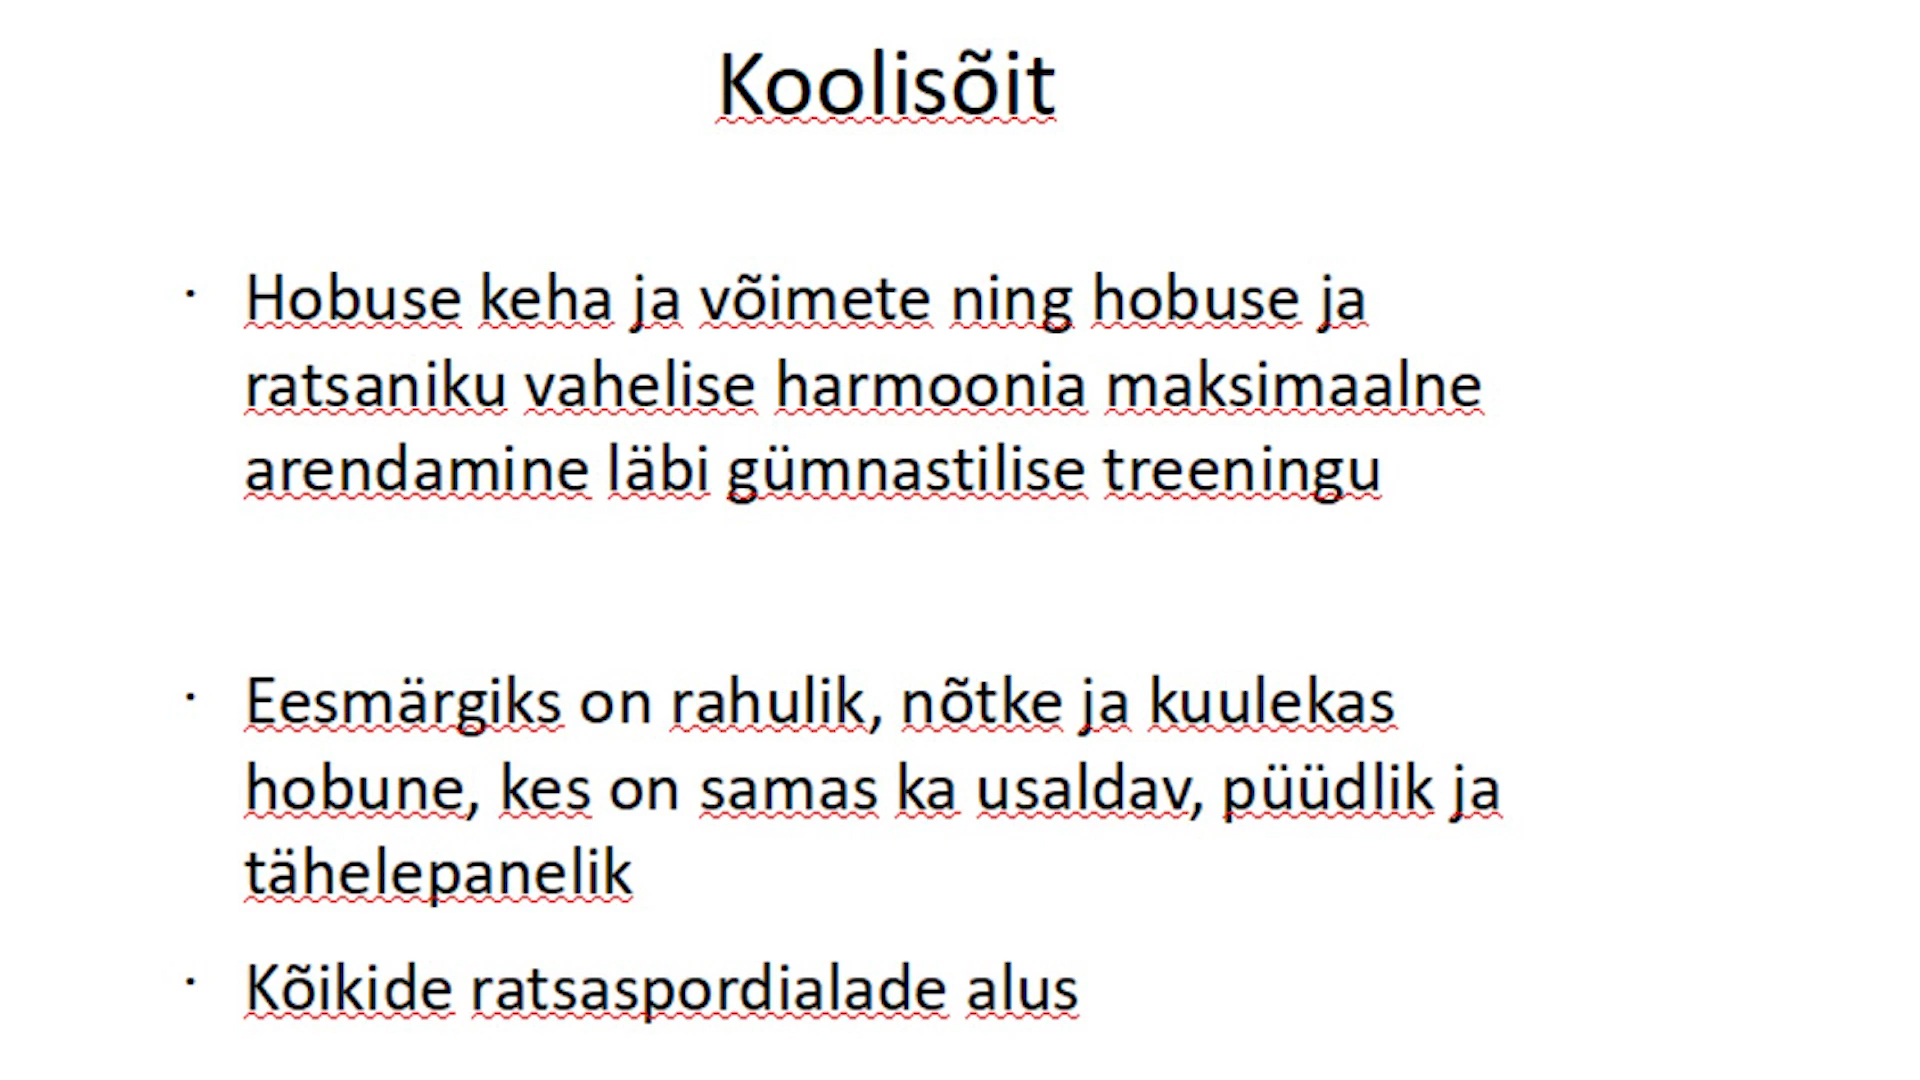 Koolisõit
· Hobuse keha ja võimete ning hobuse ja
ratsaniku vahelise harmoonia maksimaalne
arendamine läbi gümnastilise treeningu
· Eesmärgiks on rahulik, nõtke ja kuulekas
hobune, kes on samas ka usaldav, püüdlik ja
tähelepanelik
· Kõikide ratsaspordialade alus